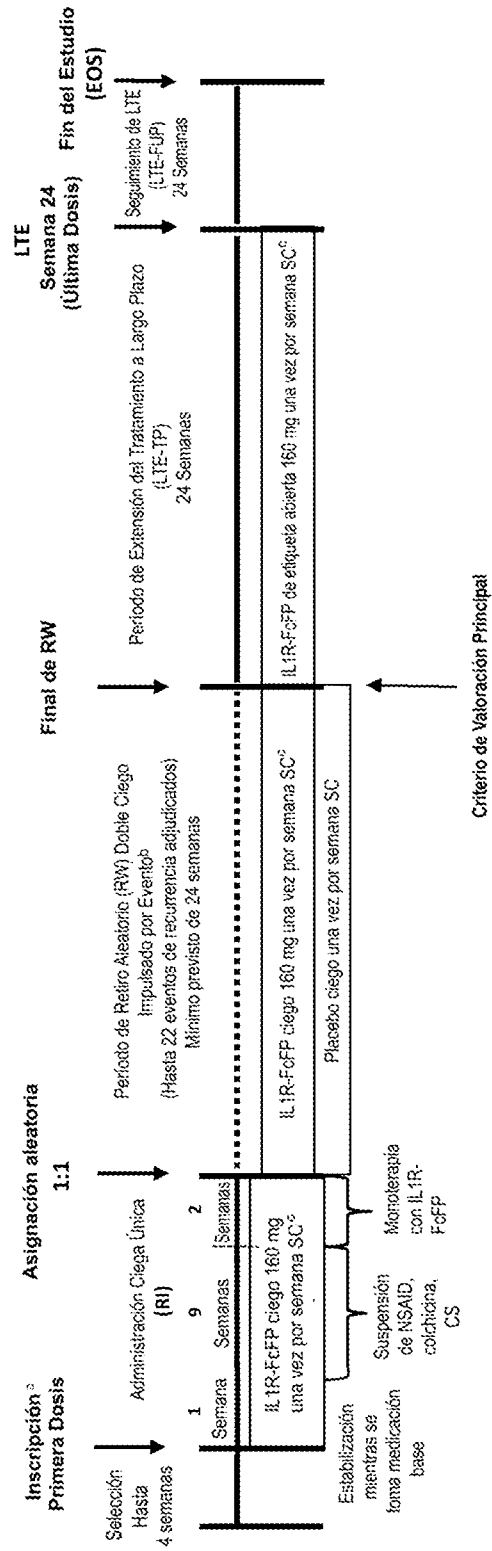 Inscripción a
Primera Dosis
Asignación aleatoria
1:1
Final de RW
LTE
Semana 24
(Última Dosis)
Fin del Estudio
(EOS)
Selección
Hasta
4 semanas
Administración Ciega Única
(RI)
1
Semana
9
Semanas
2
Semanas
Período de Retiro Aleatorio (RW) Doble Ciego
Impulsado por Evento b
(Hasta 22 eventos de recurrencia adjudicados)
Mínimo previsto de 24 semanas
Período de Extensión del Tratamiento a Largo Plazo
(LTE-TP)
24 Semanas
Seguimiento de LTE
(LTE-FUP)
24 Semanas
IL1R-FcFP ciego 160 mg
una vez por semana SC c
IL1R-FcFP ciego 160 mg una vez por semana SC c
Placebo ciego una vez por semana SC
IL1R-FcFP de etiqueta abierta 160 mg una vez por semana SC c
Estabilización
mientras se
toma medicación
base
Suspensión
de NSAID,
colchicina,
CS
Monoterapia
con IL1R-
FcFP
Criterio de Valoración Principal